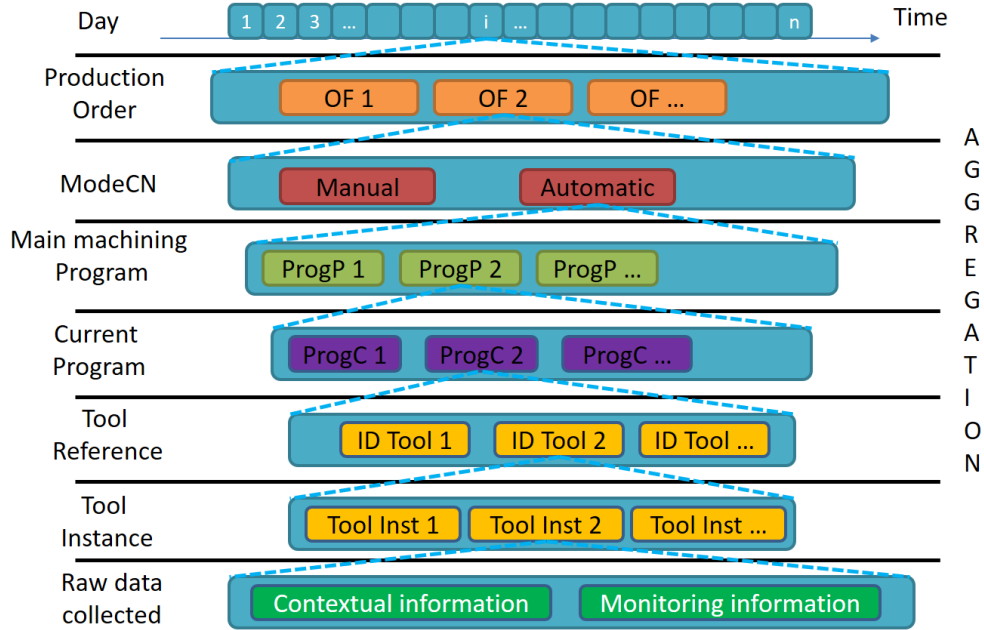 Day 1 2 3 ... i ... n Time
Production
Order
OF 1 OF 2 OF ...
ModeCN Manual Automatic
Main machining
Program
ProgP 1 ProgP 2 ProgP ...
Current
Program
ProgC 1 ProgC 2 ProgC ...
Tool
Reference
ID Tool 1 ID Tool 2 ID Tool ...
Tool
Instance
Tool Inst 1 Tool Inst 2 Tool Inst ...
Raw data
collected
Contextual information Monitoring information
A
G
G
R
E
G
A
T
I
O
N